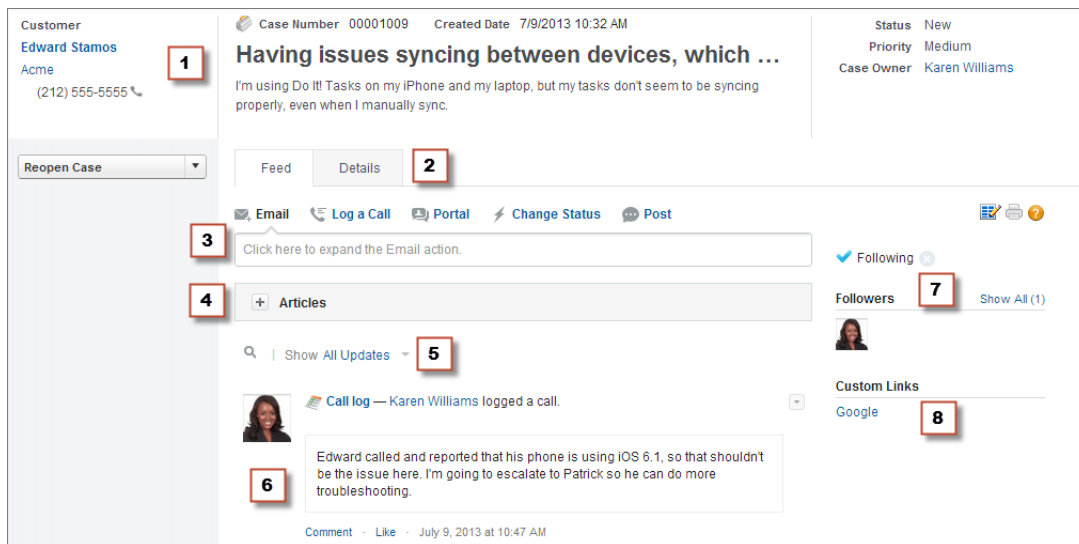 Customer
Edward Stamos
Acme
(212) 555-5555
1
Case Number 00001009 Created Date 7/9/2013 10:32 AM
Having issues syncing between devices, which ...
I'm using Do It! Tasks on my iPhone and my laptop, but my tasks don't seem to be syncing
properly, even when I manually sync.
Status New
Priority Medium
Case Owner Karen Williams
Reopen Case
Feed Details 2
Email Log a Call Portal Change Status Post
3
Click here to expand the Email action.
4
+ Articles
Show All Updates 5
Call log — Karen Williams logged a call.
Edward called and reported that his phone is using iOS 6.1, so that shouldn't
be the issue here. I'm going to escalate to Patrick so he can do more
troubleshooting.
6
Comment · Like · July 9, 2013 at 10:47 AM
?
Following
7
Followers Show All (1)
Custom Links
Google
8